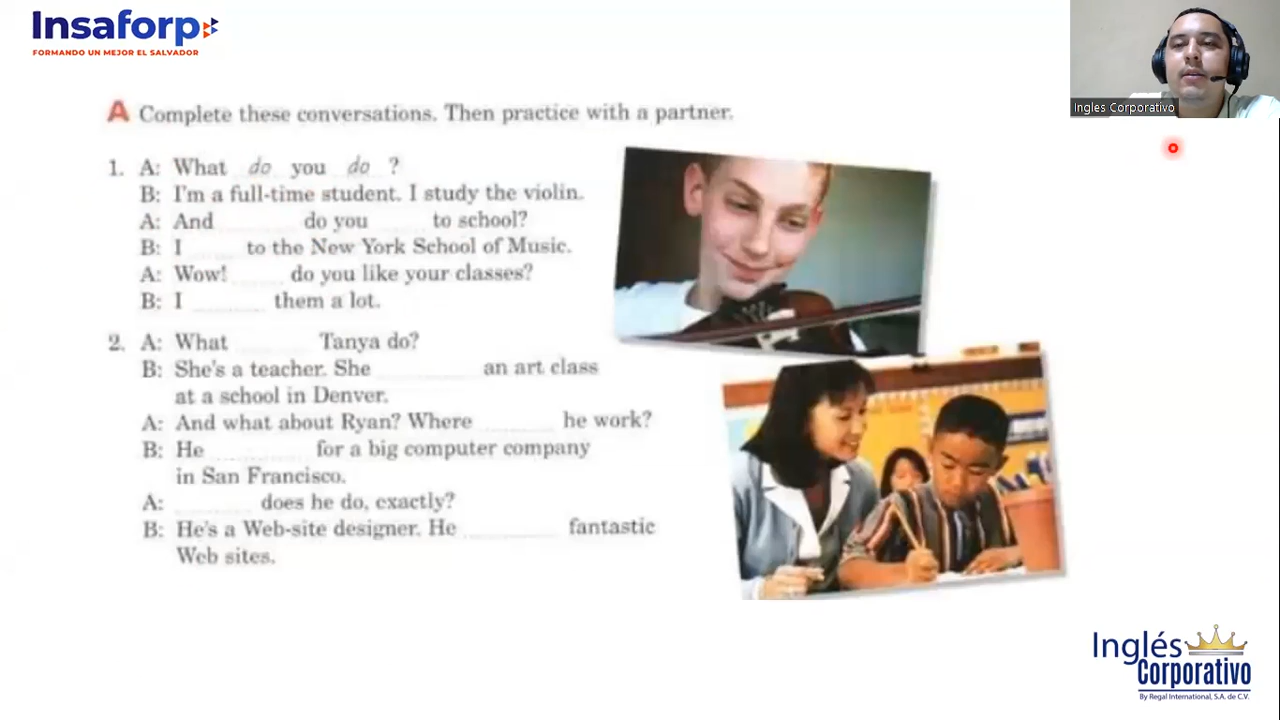 Insaforp
FORMANDO UN MEJOR EL SALVADOR
Ingles Corporativo
A Complete these conversations. Then practice with a partner.
1. A: What do you do ?
B: I'm a full-time student. I study the violin.
A: And do you to school?
B: I to the New York School of Music.
A: Wow! do you like your classes?
B: I them a lot.
2. A: What Tanya do?
B: She's a teacher. She an art class
at a school in Denver.
A: And what about Ryan? Where he work?
B: He for a big computer company
in San Francisco.
A: does he do, exactly?
B: He's a Web-site designer. He fantastic
Web sites.
Inglés
Corporativo
By Regal International, S.A. de C.V.